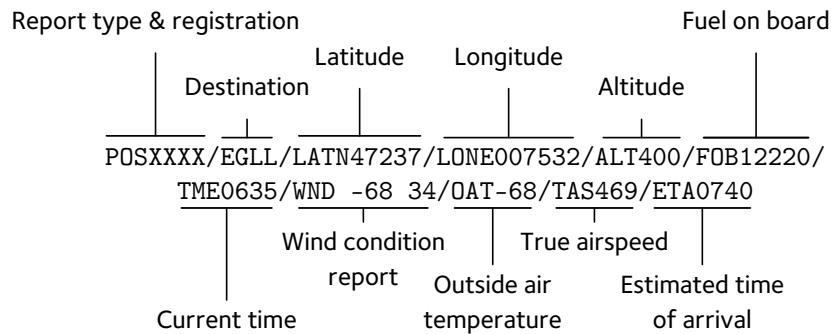 Report type & registration
Fuel on board
Latitude
Longitude
Destination
Altitude
POSXXXX/EGLL/LATN47237/LONE007532/ALT400/FOB12220/
TME0635/WND -68 34/OAT-68/TAS469/ETA0740
Wind condition
report
True airspeed
Current time
Outside air
temperature
Estimated time
of arrival